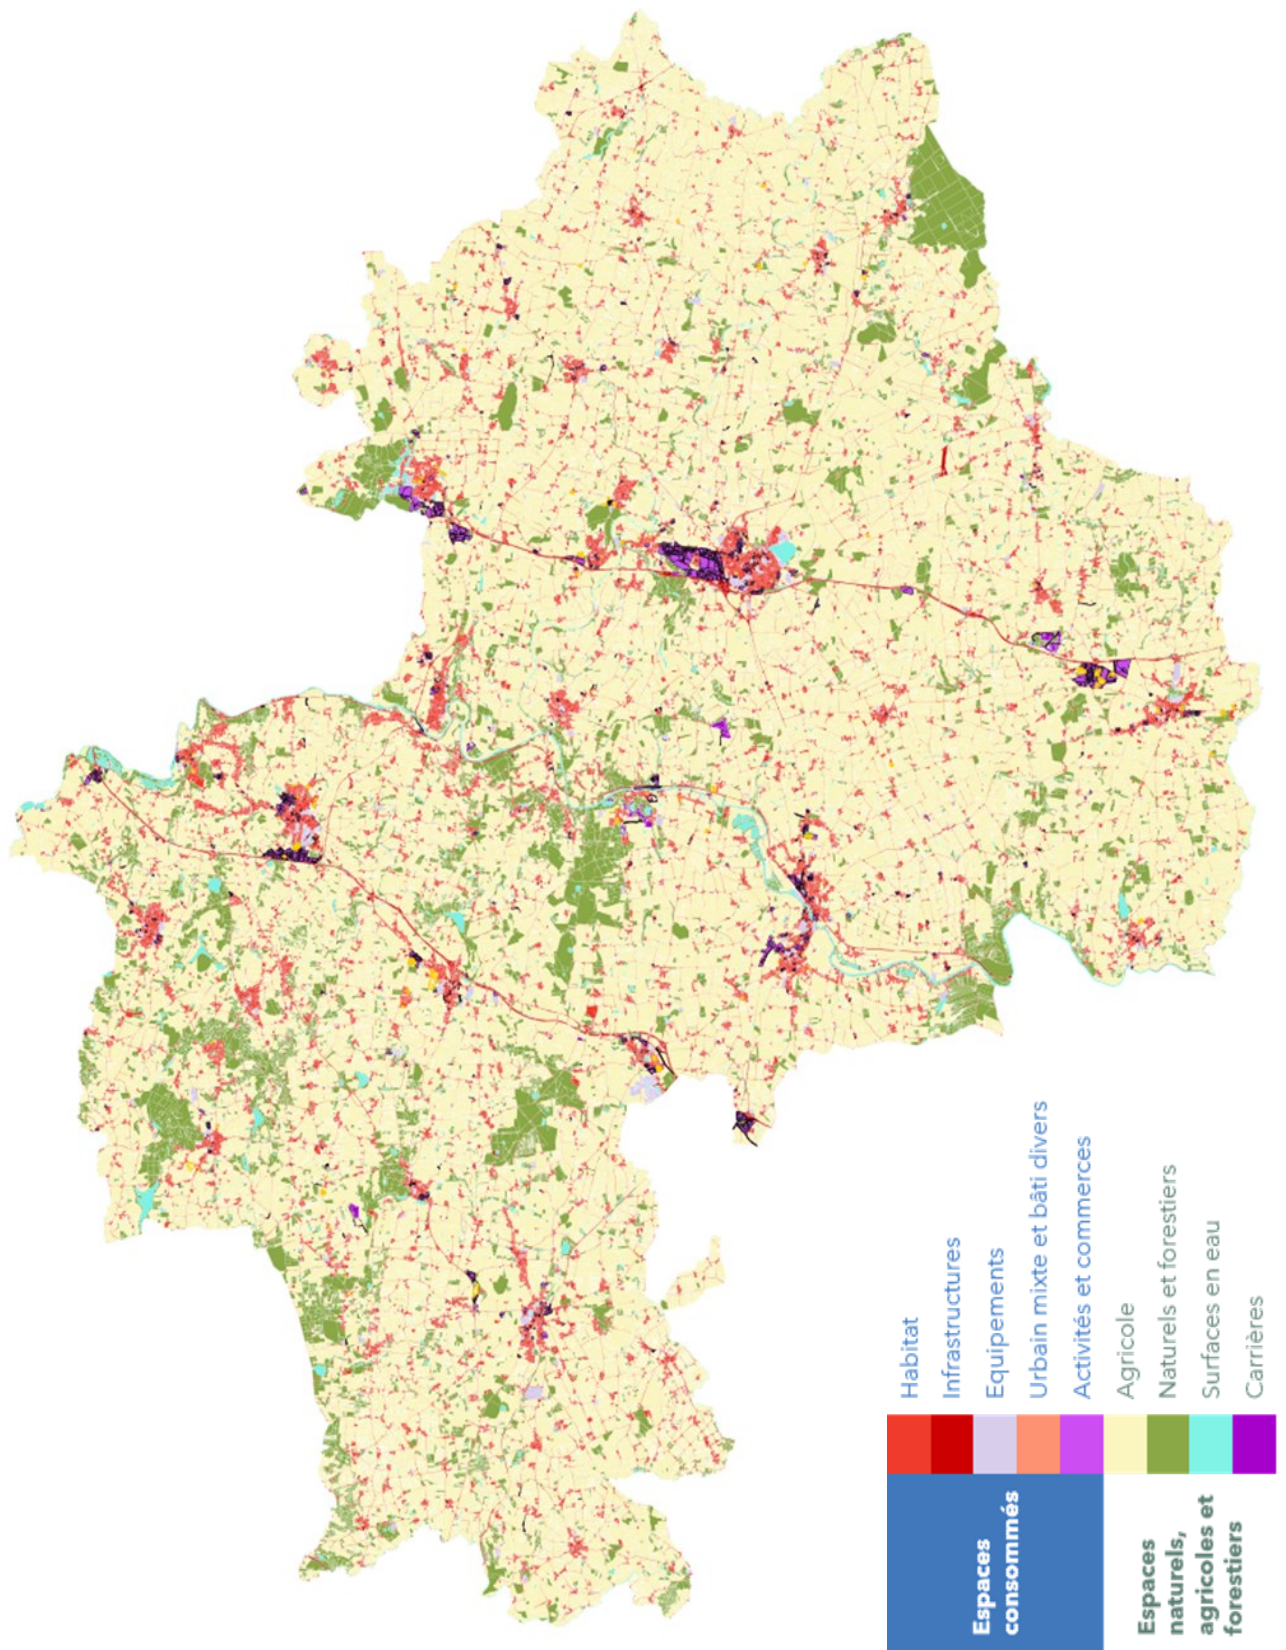 Espaces
consommés
Habitat
Infrastructures
Equipements
Urbain mixte et bâti divers
Activités et commerces
Espaces
naturels,
agricoles et
forestiers
Agricole
Naturels et forestiers
Surfaces en eau
Carrières